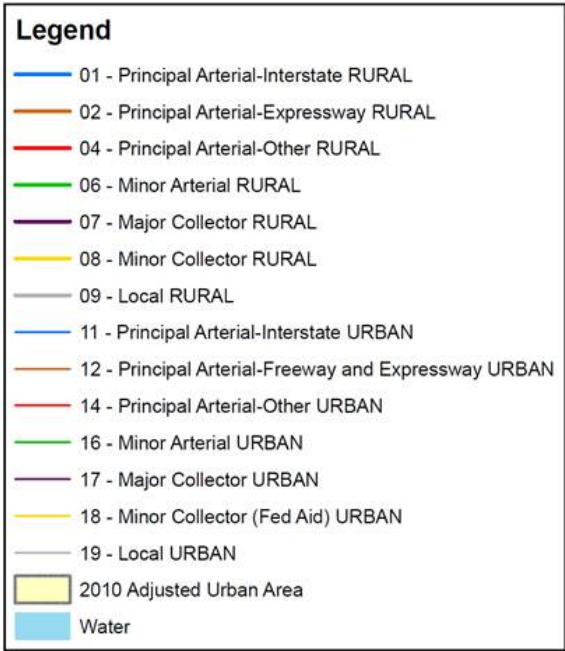 Legend
01 - Principal Arterial-Interstate RURAL
02 - Principal Arterial-Expressway RURAL
04 - Principal Arterial-Other RURAL
06 - Minor Arterial RURAL
07 - Major Collector RURAL
08 - Minor Collector RURAL
09 - Local RURAL
11 - Principal Arterial-Interstate URBAN
12 - Principal Arterial-Freeway and Expressway URBAN
14 - Principal Arterial-Other URBAN
16 - Minor Arterial URBAN
17 - Major Collector URBAN
18 - Minor Collector (Fed Aid) URBAN
19 - Local URBAN
2010 Adjusted Urban Area
Water